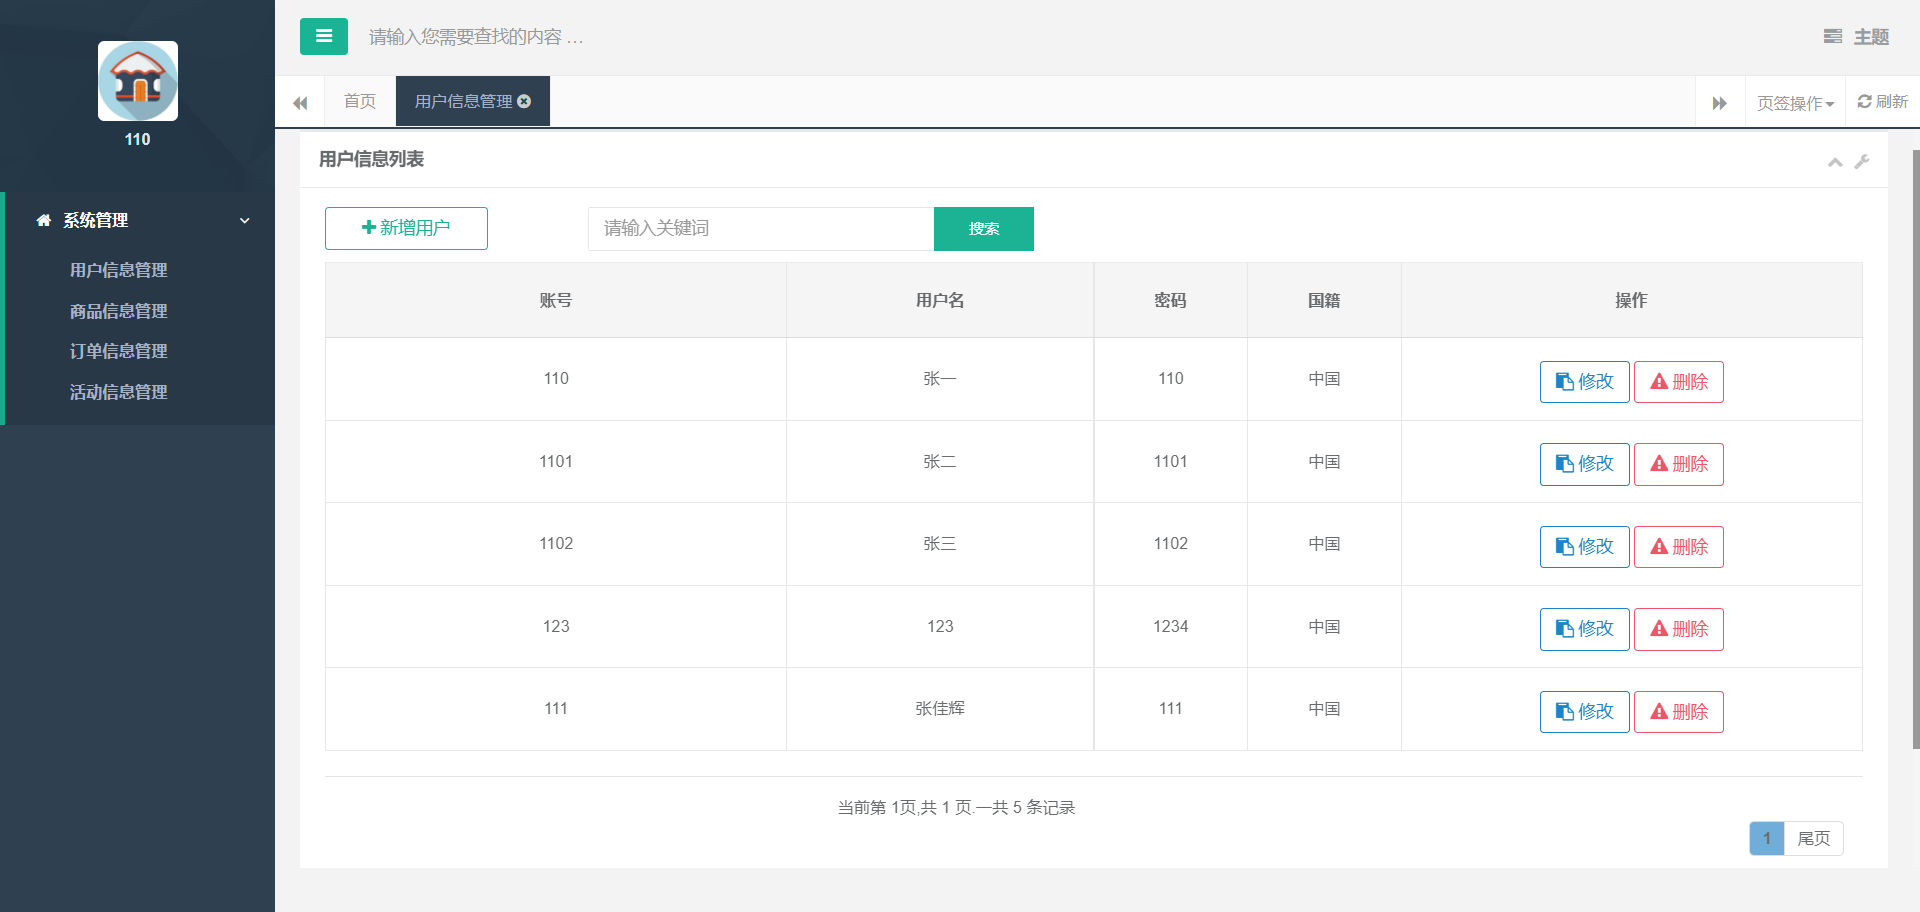 110
系统管理
用户信息管理
商品信息管理
订单信息管理
活动信息管理
请输入您需要查找的内容 …
主题
首页
用户信息管理
页签操作
刷新
用户信息列表
新增用户
请输入关键词
搜索
账号 用户名 密码 国籍 操作
110 张一 110 中国 修改 删除
1101 张二 1101 中国 修改 删除
1102 张三 1102 中国 修改 删除
123 123 1234 中国 修改 删除
111 张佳辉 111 中国 修改 删除
当前第 1页,共 1 页.一共 5 条记录
1 尾页